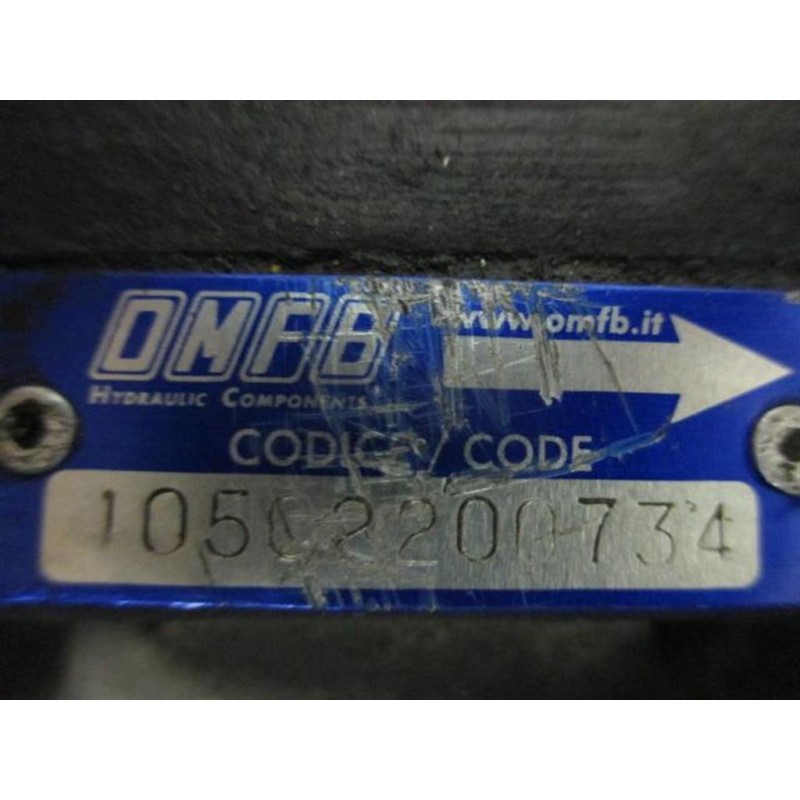 OMFB
www.omfb.it
HYDRAULIC COMPONENTS
CODICE / CODE
10502200734